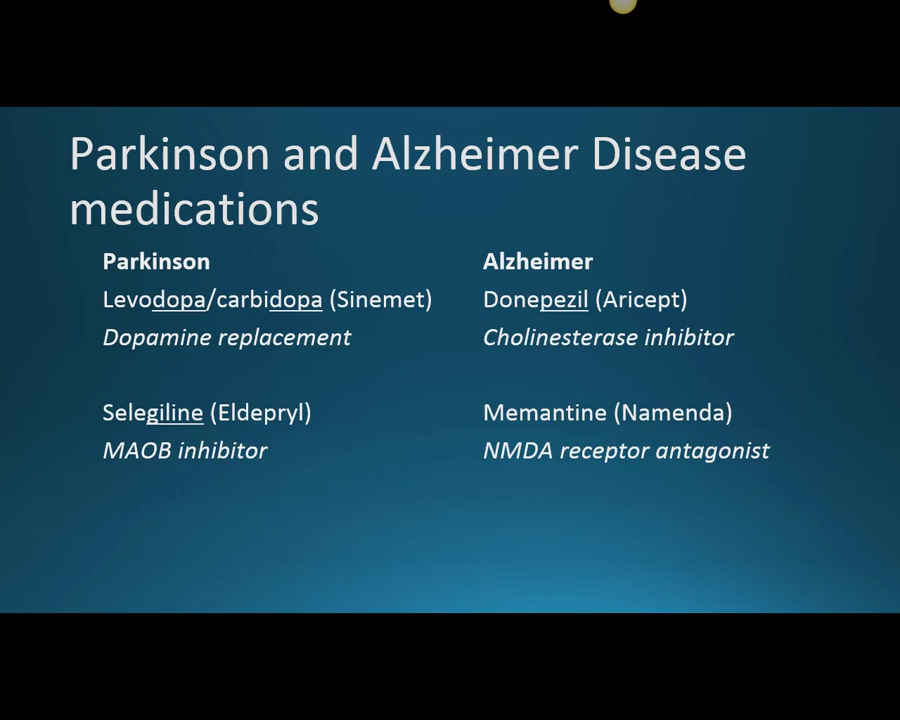 Parkinson and Alzheimer Disease
medications
Parkinson
Levodopa/carbidopa (Sinemet)
Dopamine replacement
Selegiline (Eldepryl)
MAOB inhibitor
Alzheimer
Donepezil (Aricept)
Cholinesterase inhibitor
Memantine (Namenda)
NMDA receptor antagonist